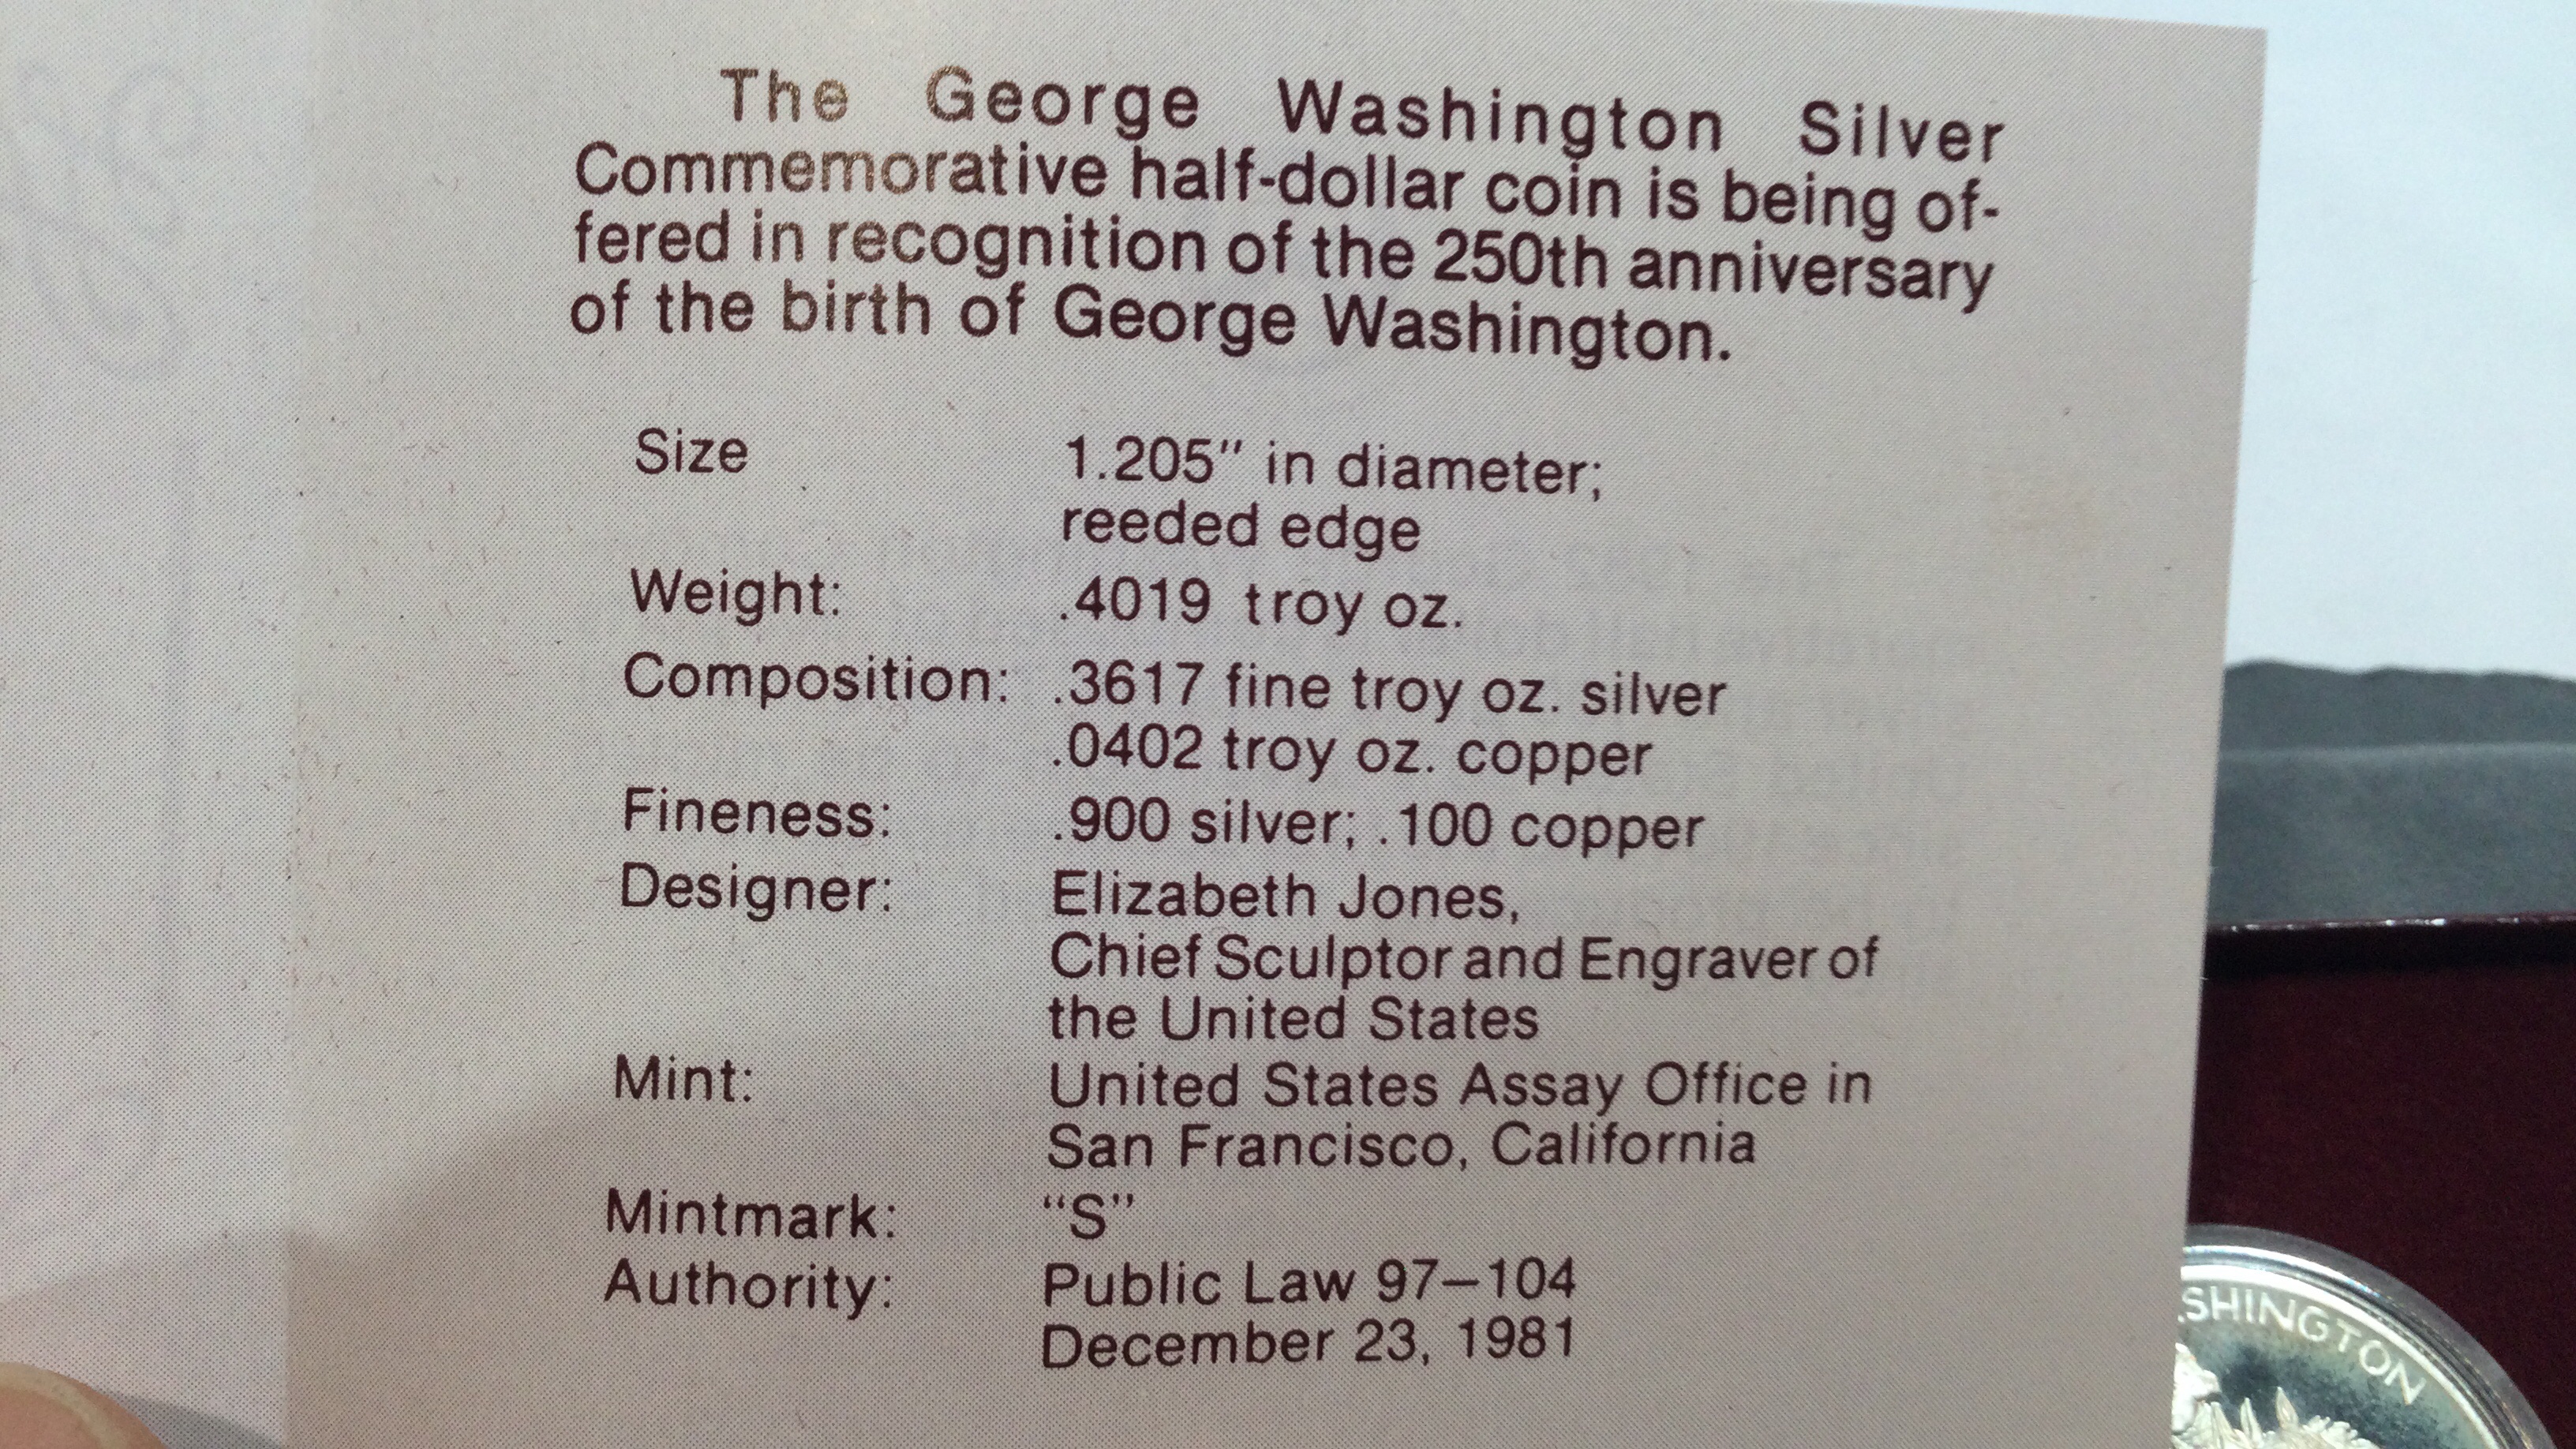 The George Washington Silver
Commemorative half-dollar coin is being of-
fered in recognition of the 250th anniversary
of the birth of George Washington.
Size 1.205" in diameter;
reeded edge
Weight: .4019 troy oz.
Composition: .3617 fine troy oz. silver
.0402 troy oz. copper
Fineness: .900 silver; .100 copper
Designer: Elizabeth Jones,
Chief Sculptor and Engraver of
the United States
Mint: United States Assay Office in
San Francisco, California
Mintmark: "S"
Authority: Public Law 97–104
December 23, 1981
SHINGTON